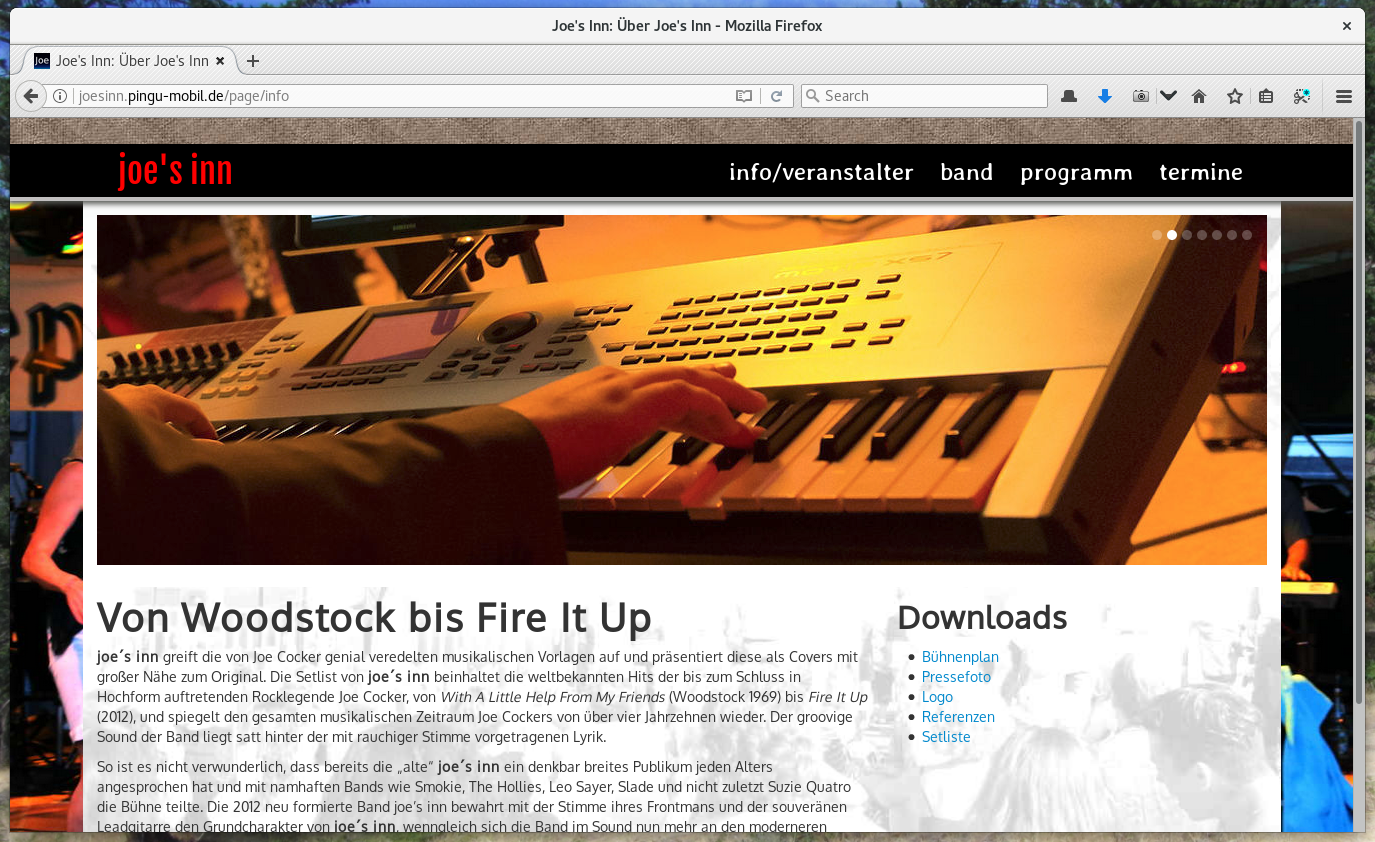 Joe's Inn: Über Joe's Inn - Mozilla Firefox
Joe
Joe's Inn: Über Joe's Inn
joesinn.pingu-mobil.de/page/info
Search
joe's inn
info/veranstalter band programm termine
XS7
Von Woodstock bis Fire It Up
joe´s inn greift die von Joe Cocker genial veredelten musikalischen Vorlagen auf und präsentiert diese als Covers mit
großer Nähe zum Original. Die Setlist von joe´s inn beinhaltet die weltbekannten Hits der bis zum Schluss in
Hochform auftretenden Rocklegende Joe Cocker, von With A Little Help From My Friends (Woodstock 1969) bis Fire It Up
(2012), und spiegelt den gesamten musikalischen Zeitraum Joe Cockers von über vier Jahrzehnen wieder. Der groovige
Sound der Band liegt satt hinter der mit rauchiger Stimme vorgetragenen Lyrik.
So ist es nicht verwunderlich, dass bereits die „alte“ joe´s inn ein denkbar breites Publikum jeden Alters
angesprochen hat und mit namhaften Bands wie Smokie, The Hollies, Leo Sayer, Slade und nicht zuletzt Suzie Quatro
die Bühne teilte. Die 2012 neu formierte Band joe’s inn bewahrt mit der Stimme ihres Frontmans und der souveränen
Leadgitarre den Grundcharakter von joe´s inn, wenngleich sich die Band im Sound nun mehr an den moderneren
Downloads
Bühnenplan
Pressefoto
Logo
Referenzen
Setliste